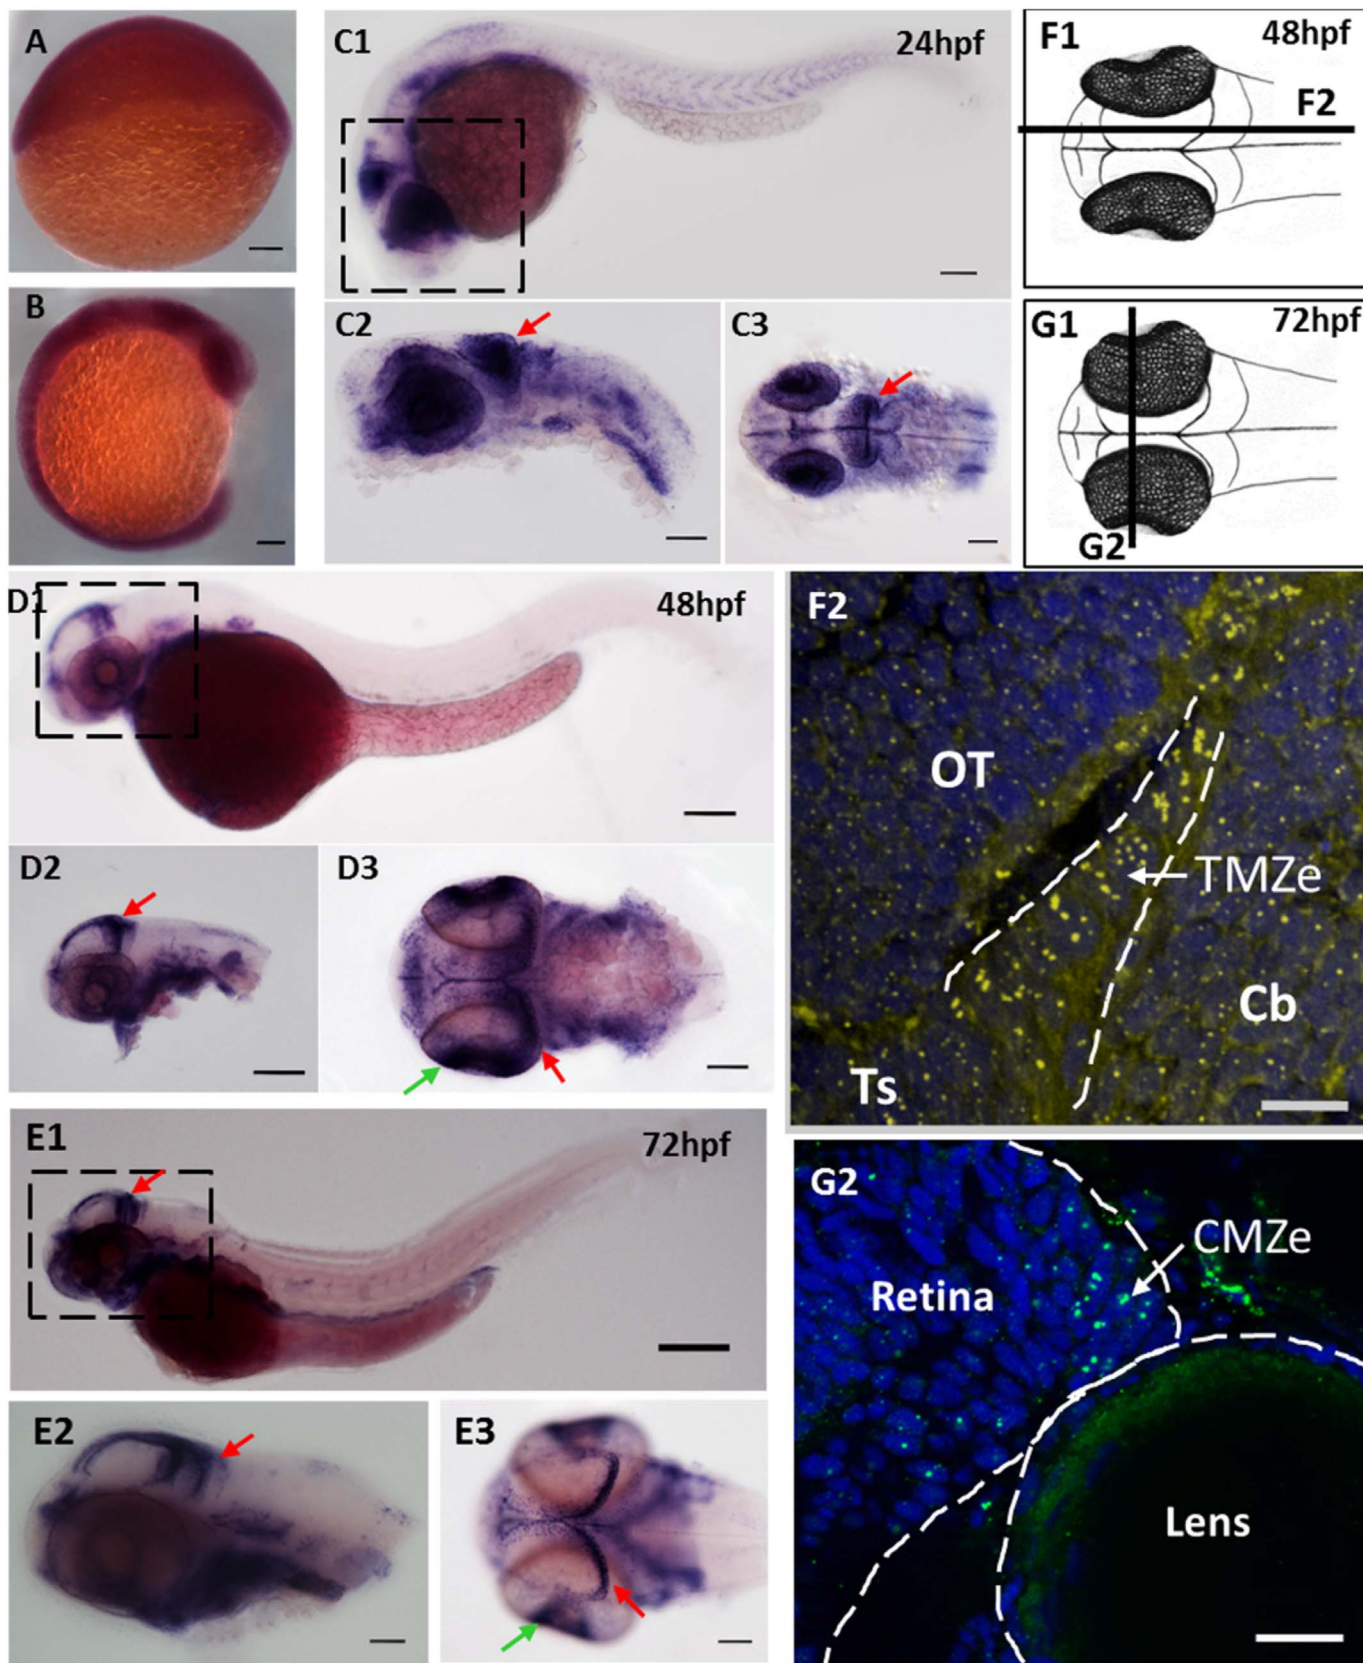 A
C1
24hpf
F1
48hpf
F2
B
C2
C3
G1
72hpf
G2
D1
48hpf
F2
OT
TMZe
Cb
Ts
D2
D3
E1
72hpf
G2
CMZe
Retina
Lens
E2
E3